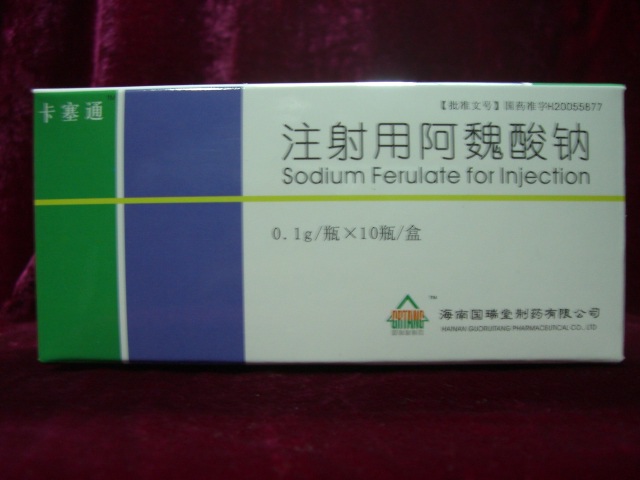 卡塞通
【批准文号】国药准字H20055877
注射用阿魏酸钠
Sodium Ferulate for Injection
0.1g/瓶×10瓶/盒
GRTANG
™
海南国瑞堂制药有限公司
HAINAN GUORUITANG PHARMACEUTICAL CO., LTD